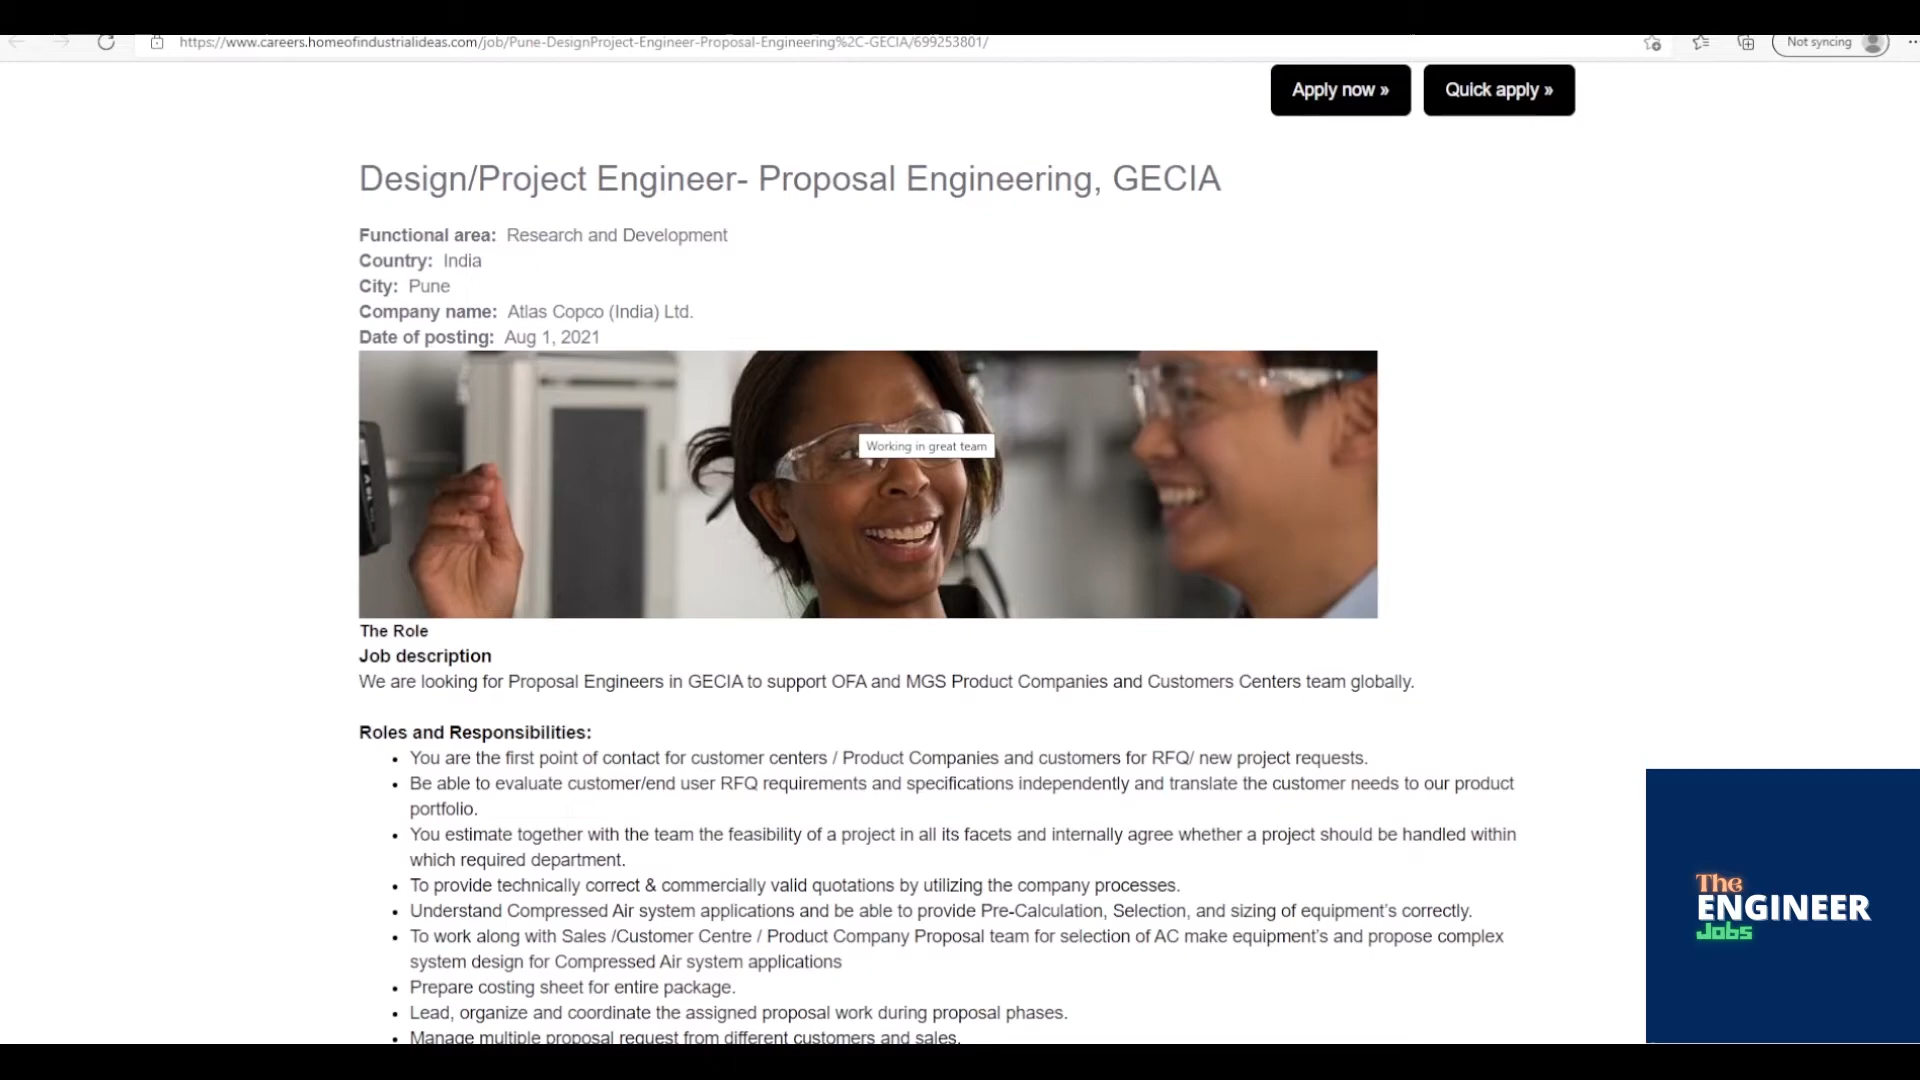 https://www.careers.homeofindustrialideas.com/job/Pune-DesignProject-Engineer-Proposal-Engineering%2C-GECIA/699253801/
Not syncing
Apply now »
Quick apply »
Design/Project Engineer- Proposal Engineering, GECIA
Functional area: Research and Development
Country: India
City: Pune
Company name: Atlas Copco (India) Ltd.
Date of posting: Aug 1, 2021
Working in great team
The Role
Job description
We are looking for Proposal Engineers in GECIA to support OFA and MGS Product Companies and Customers Centers team globally.
Roles and Responsibilities:
• You are the first point of contact for customer centers / Product Companies and customers for RFQ/ new project requests.
• Be able to evaluate customer/end user RFQ requirements and specifications independently and translate the customer needs to our product
portfolio.
• You estimate together with the team the feasibility of a project in all its facets and internally agree whether a project should be handled within
which required department.
• To provide technically correct & commercially valid quotations by utilizing the company processes.
• Understand Compressed Air system applications and be able to provide Pre-Calculation, Selection, and sizing of equipment's correctly.
• To work along with Sales /Customer Centre / Product Company Proposal team for selection of AC make equipment's and propose complex
system design for Compressed Air system applications
• Prepare costing sheet for entire package.
• Lead, organize and coordinate the assigned proposal work during proposal phases.
• Manage multiple proposal request from different customers and sales.
The
ENGINEER
Jobs